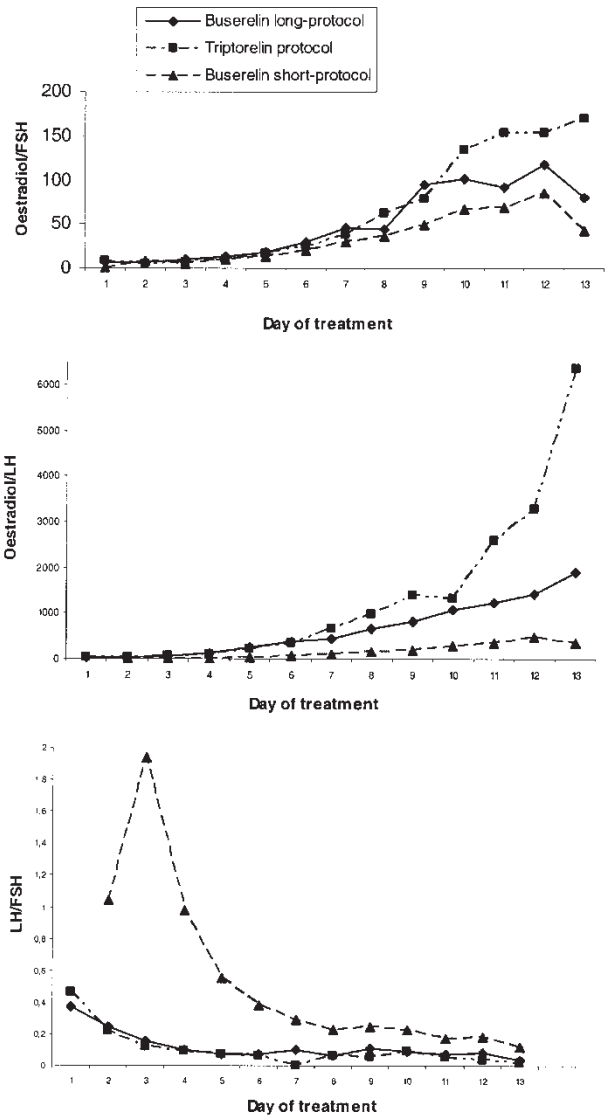 Buserelin long-protocol
Triptorelin protocol
Buserelin short-protocol
200
150
100
50
0
Oestradiol/FSH
1 2 3 4 5 6 7 8 9 10 11 12 13
Day of treatment
6000
5000
4000
3000
2000
1000
0
Oestradiol/LH
1 2 3 4 5 6 7 8 9 10 11 12 13
Day of treatment
2
1,8
1,6
1,4
1,2
1
0,8
0,6
0,4
0,2
0
LH/FSH
1 2 3 4 5 6 7 8 9 10 11 12 13
Day of treatment